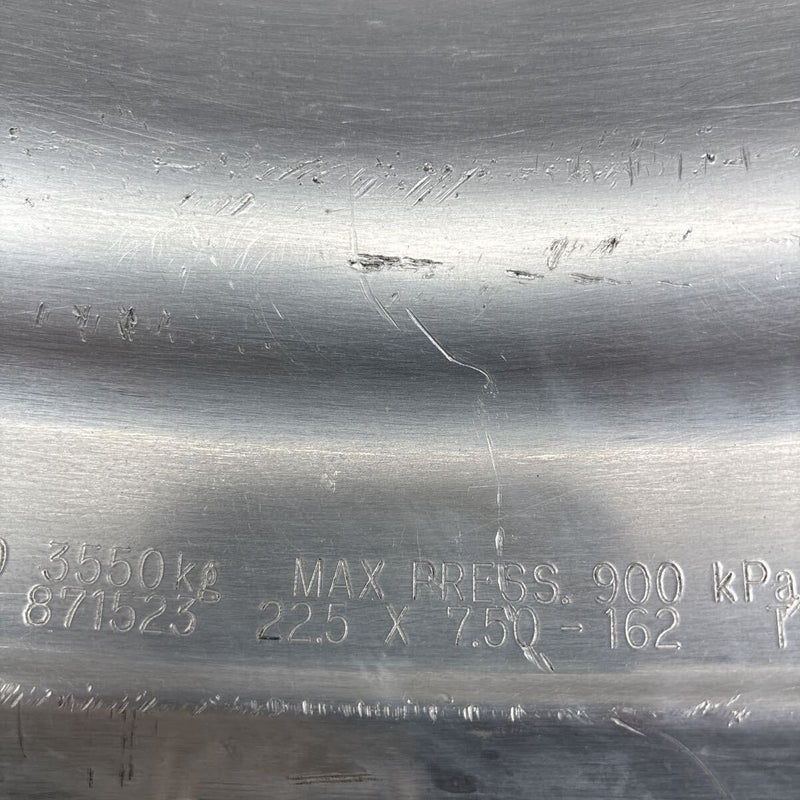 3550kg MAX PRESS. 900 kPa
871523 22.5 X 7.50 - 162